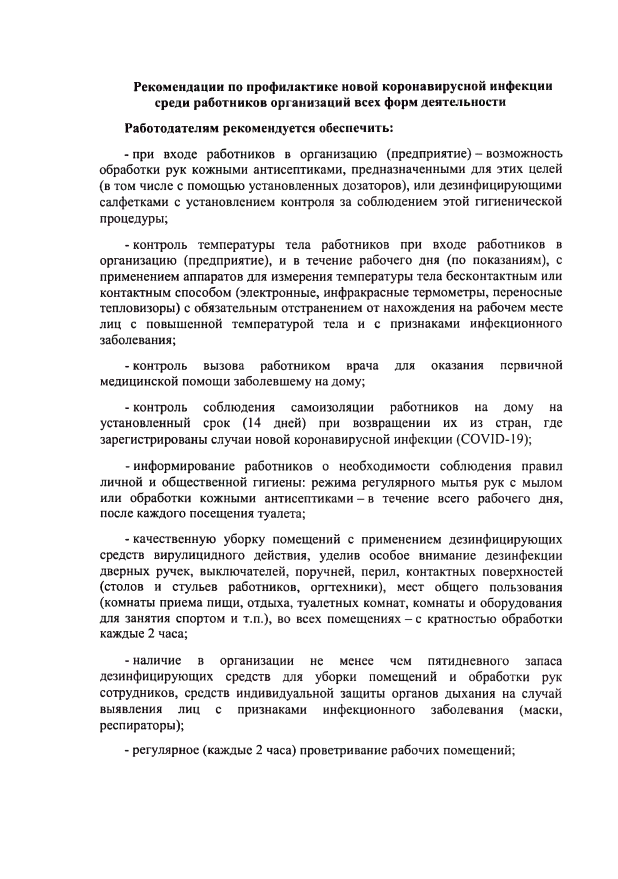 Рекомендации по профилактике новой коронавирусной инфекции
среди работников организаций всех форм деятельности
Работодателям рекомендуется обеспечить:
- при входе работников в организацию (предприятие) – возможность
обработки рук кожными антисептиками, предназначенными для этих целей
(в том числе с помощью установленных дозаторов), или дезинфицирующими
салфетками с установлением контроля за соблюдением этой гигиенической
процедуры;
- контроль температуры тела работников при входе работников в
организацию (предприятие), и в течение рабочего дня (по показаниям), с
применением аппаратов для измерения температуры тела бесконтактным или
контактным способом (электронные, инфракрасные термометры, переносные
тепловизоры) с обязательным отстранением от нахождения на рабочем месте
лиц с повышенной температурой тела и с признаками инфекционного
заболевания;
- контроль вызова работником врача для оказания первичной
медицинской помощи заболевшему на дому;
- контроль соблюдения самоизоляции работников на дому на
установленный срок (14 дней) при возвращении их из стран, где
зарегистрированы случаи новой коронавирусной инфекции (COVID-19);
- информирование работников о необходимости соблюдения правил
личной и общественной гигиены: режима регулярного мытья рук с мылом
или обработки кожными антисептиками – в течение всего рабочего дня,
после каждого посещения туалета;
- качественную уборку помещений с применением дезинфицирующих
средств вирулицидного действия, уделив особое внимание дезинфекции
дверных ручек, выключателей, поручней, перил, контактных поверхностей
(столов и стульев работников, оргтехники), мест общего пользования
(комнаты приема пищи, отдыха, туалетных комнат, комнаты и оборудования
для занятия спортом и т.п.), во всех помещениях – с кратностью обработки
каждые 2 часа;
- наличие в организации не менее чем пятидневного запаса
дезинфицирующих средств для уборки помещений и обработки рук
сотрудников, средств индивидуальной защиты органов дыхания на случай
выявления лиц с признаками инфекционного заболевания (маски,
респираторы);
- регулярное (каждые 2 часа) проветривание рабочих помещений;